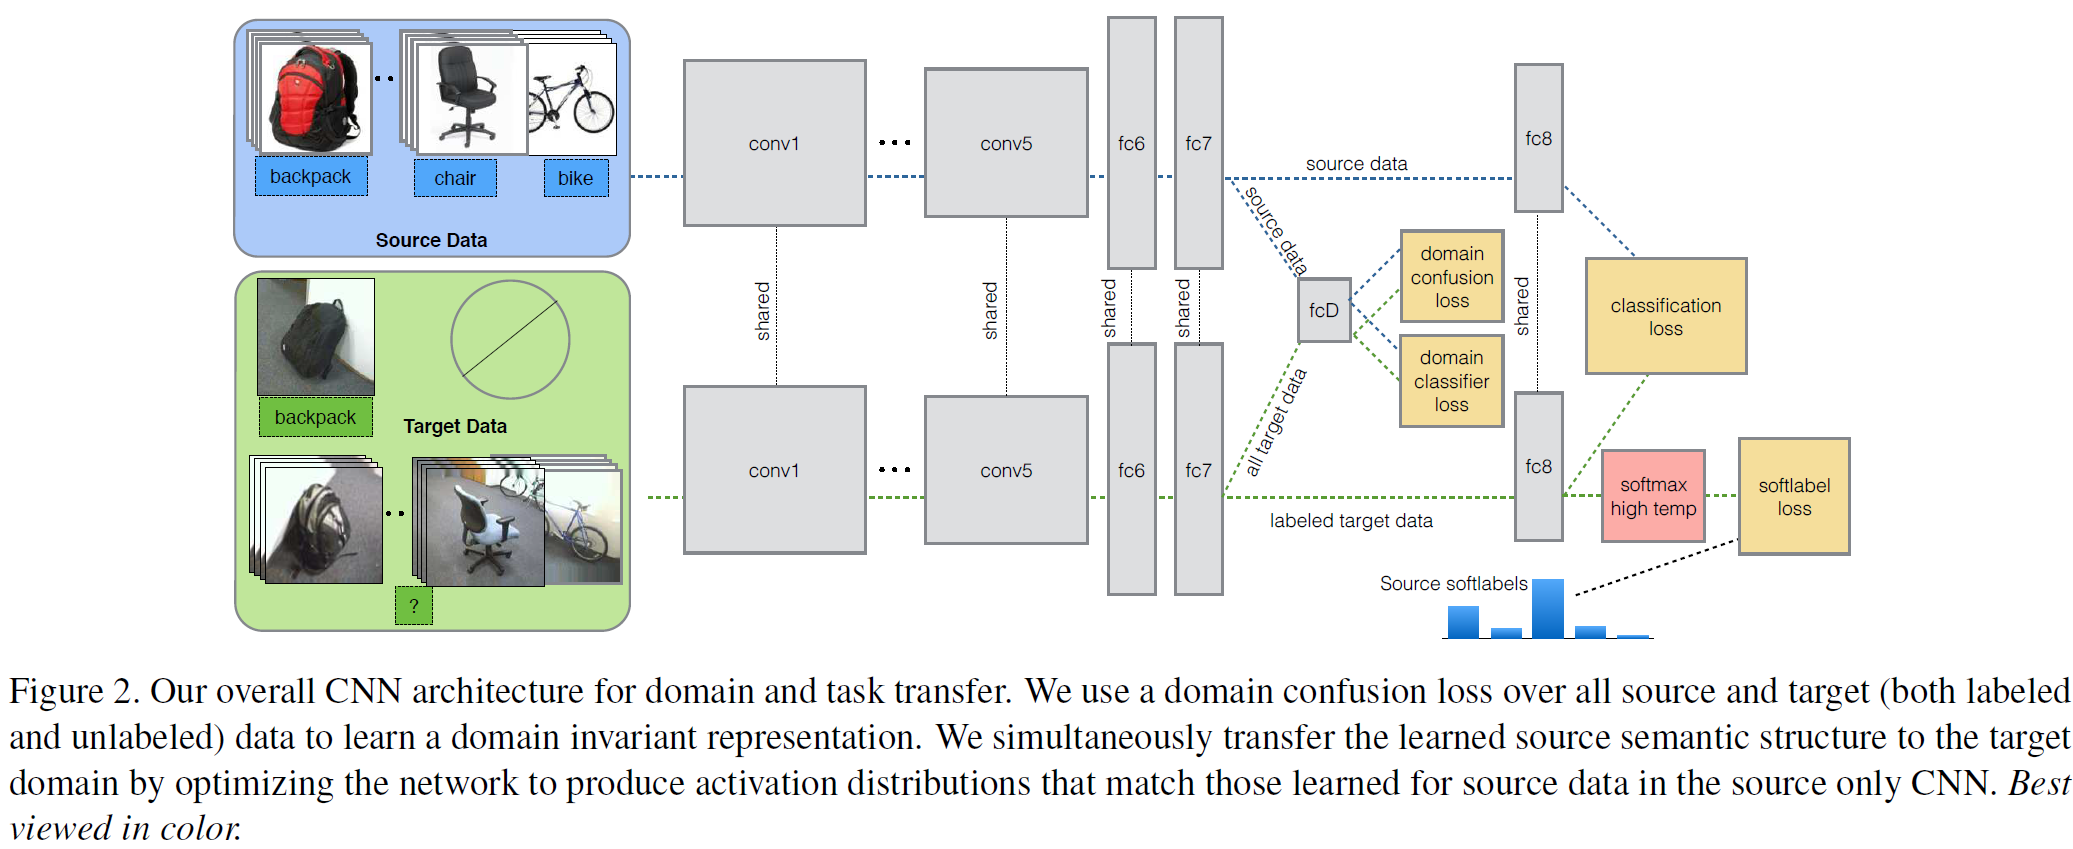 backpack
chair
bike
Source Data
backpack
Target Data
?
conv1
conv5
fc6
fc7
source data
source data
fc8
shared
shared
shared
shared
shared
fcD
domain
confusion
loss
domain
classifier
loss
classification
loss
all target data
conv1
conv5
fc6
fc7
labeled target data
fc8
softmax
high temp
softlabel
loss
Source softlabels
Figure 2. Our overall CNN architecture for domain and task transfer. We use a domain confusion loss over all source and target (both labeled
and unlabeled) data to learn a domain invariant representation. We simultaneously transfer the learned source semantic structure to the target
domain by optimizing the network to produce activation distributions that match those learned for source data in the source only CNN. Best
viewed in color.